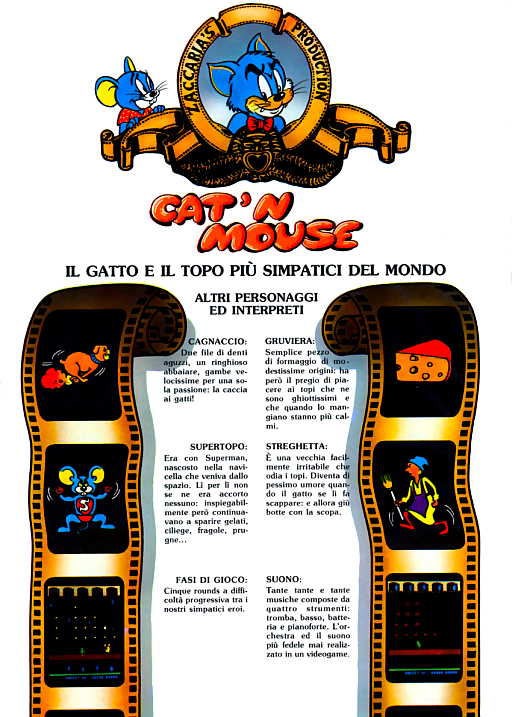 ZACCARIA'S PRODUCTION
CAT'N
MOUSE
IL GATTO E IL TOPO PIÙ SIMPATICI DEL MONDO
ALTRI PERSONAGGI
ED INTERPRETI
CAGNACCIO:
Due file di denti
aguzzi, un ringhioso
abbaiare, gambe ve-
locissime per una so-
la passione: la caccia
ai gatti!
GRUVIERA:
Semplice pezzo
di formaggio di mo-
destissime origini: ha
però il pregio di pia-
cere ai topi che ne
sono ghiottissimi e
che quando lo man-
giano stanno più cal-
mi.
SUPERTOPO:
Era con Superman,
nascosto nella navi-
cella che veniva dallo
spazio. Lì per lì non
se ne era accorto
nessuno: inspiegabil-
mente però continua-
vano a sparire gelati,
ciliege, fragole, pru-
gne...
S
STREGHETTA:
È una vecchia facil-
mente irritabile che
odia i topi. Diventa di
pessimo umore quan-
do il gatto se li fa
scappare: e allora giù
botte con la scopa.
FASI DI GIOCO:
Cinque rounds a diffi-
coltà progressiva tra i
nostri simpatici eroi.
SUONO:
Tante tante e tante
musiche composte da
quattro strumenti:
tromba, basso, batte-
ria e pianoforte. L'or-
chestra ed il suono
più fedele mai realiz-
zato in un videogame.